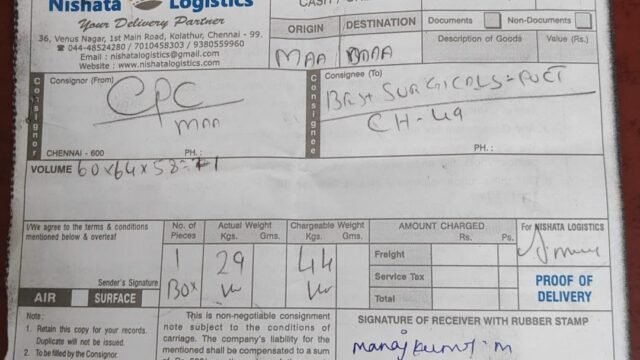 Nishata Logistics
Your Delivery Partner
36, Venus Nagar, 1st Main Road, Kolathur, Chennai - 99.
044-48524280 / 7010458303 / 9380559960
Email : nishatalogistics@gmail.com
Website : www.nishatalogistics.com
ORIGIN
DESTINATION
MAA
Documents
Non-Documents
Description of Goods
Value (Rs.)
Consignor
Consignor (From)
CPC
MAA
CHENNAI - 600
PH. :
Consignee
Consignee (To)
SURGICALS
CH-49
PH. :
VOLUME 60x64x58=
I/We agree to the terms & conditions
mentioned below & overleaf
Sender's Signature
AIR
SURFACE
No. of Pieces
1
BOX
Actual Weight
Kgs. Gms.
29
Chargeable Weight
Kgs. Gms.
44
AMOUNT CHARGED
Rs. Ps.
Freight
Service Tax
Total
For NISHATA LOGISTICS
PROOF OF
DELIVERY
Note :
1. Retain this copy for your records.
Duplicate will not be issued.
2. To be filled by the Consignor.
This is non-negotiable consignment
note subject to the conditions of
carriage. The company's liability for
the mentioned shall be compensated to a sum
SIGNATURE OF RECEIVER WITH RUBBER STAMP
manaj kumar. m